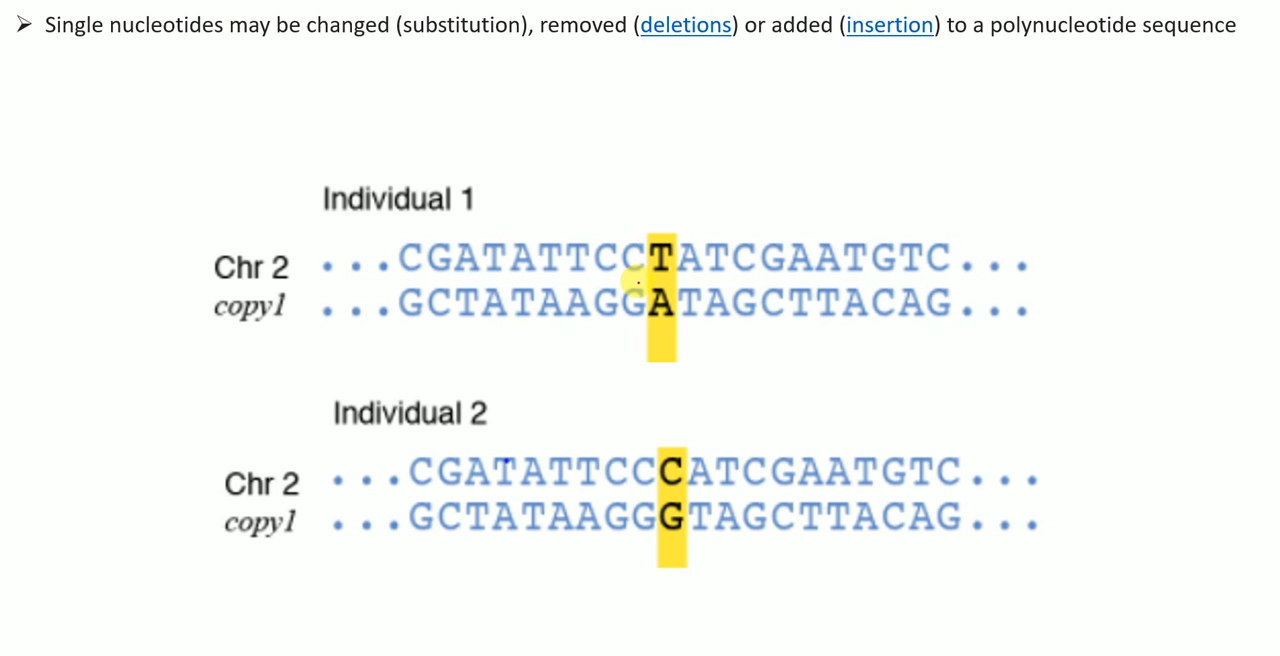 ➢ Single nucleotides may be changed (substitution), removed (deletions) or added (insertion) to a polynucleotide sequence
Individual 1
Chr 2 ...CGATATTCCTATCGAATGTC...
copy1 ...GCTATAAGGATAGCTTACAG...
Individual 2
Chr 2 ...CGATATTCCCATCGAATGTC...
copy1 ...GCTATAAGGGTAGCTTACAG...